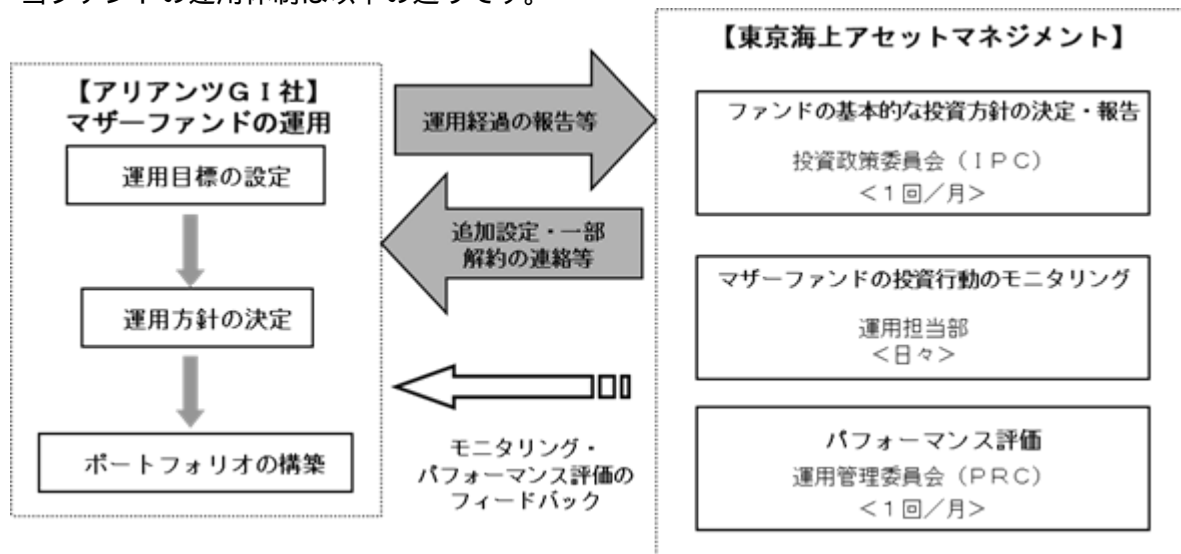 当ファンドの運用体制は以下の通りです。
【アリアンツGI社】
マザーファンドの運用
運用目標の設定
運用方針の決定
ポートフォリオの構築
運用経過の報告等
追加設定・一部
解約の連絡等
モニタリング・
パフォーマンス評価の
フィードバック
【東京海上アセットマネジメント】
ファンドの基本的な投資方針の決定・報告
投資政策委員会（IPC）
＜1回／月＞
マザーファンドの投資行動のモニタリング
運用担当部
＜日々＞
パフォーマンス評価
運用管理委員会（PRC）
＜1回／月＞